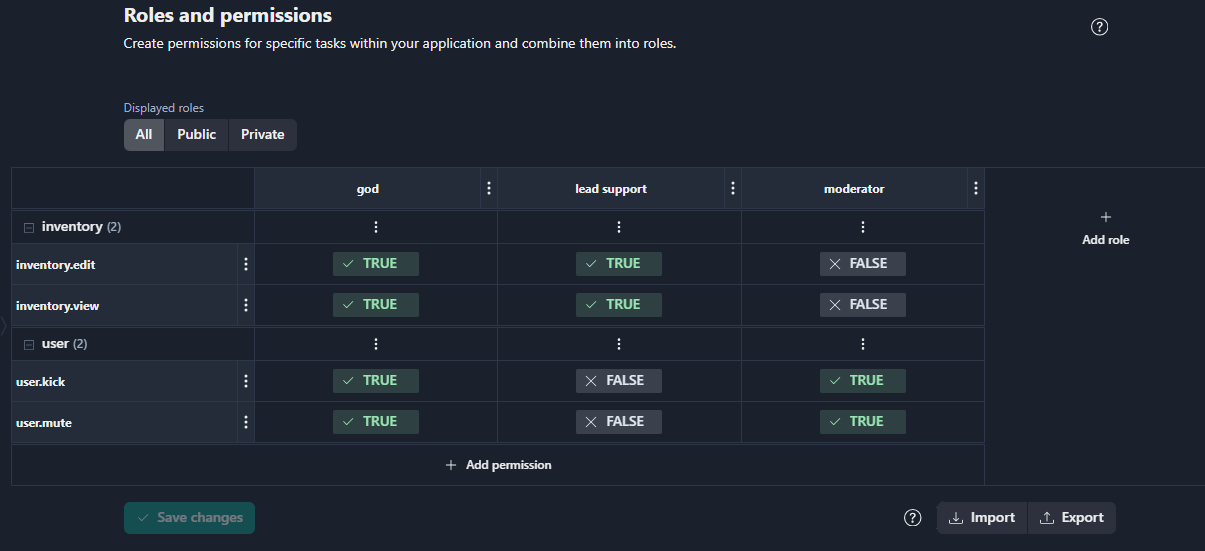 Roles and permissions
Create permissions for specific tasks within your application and combine them into roles.
Displayed roles
All Public Private
god lead support moderator
inventory (2)
inventory.edit TRUE TRUE FALSE
inventory.view TRUE TRUE FALSE
user (2)
user.kick TRUE FALSE TRUE
user.mute TRUE FALSE TRUE
+ Add role
+ Add permission
Save changes ? Import Export